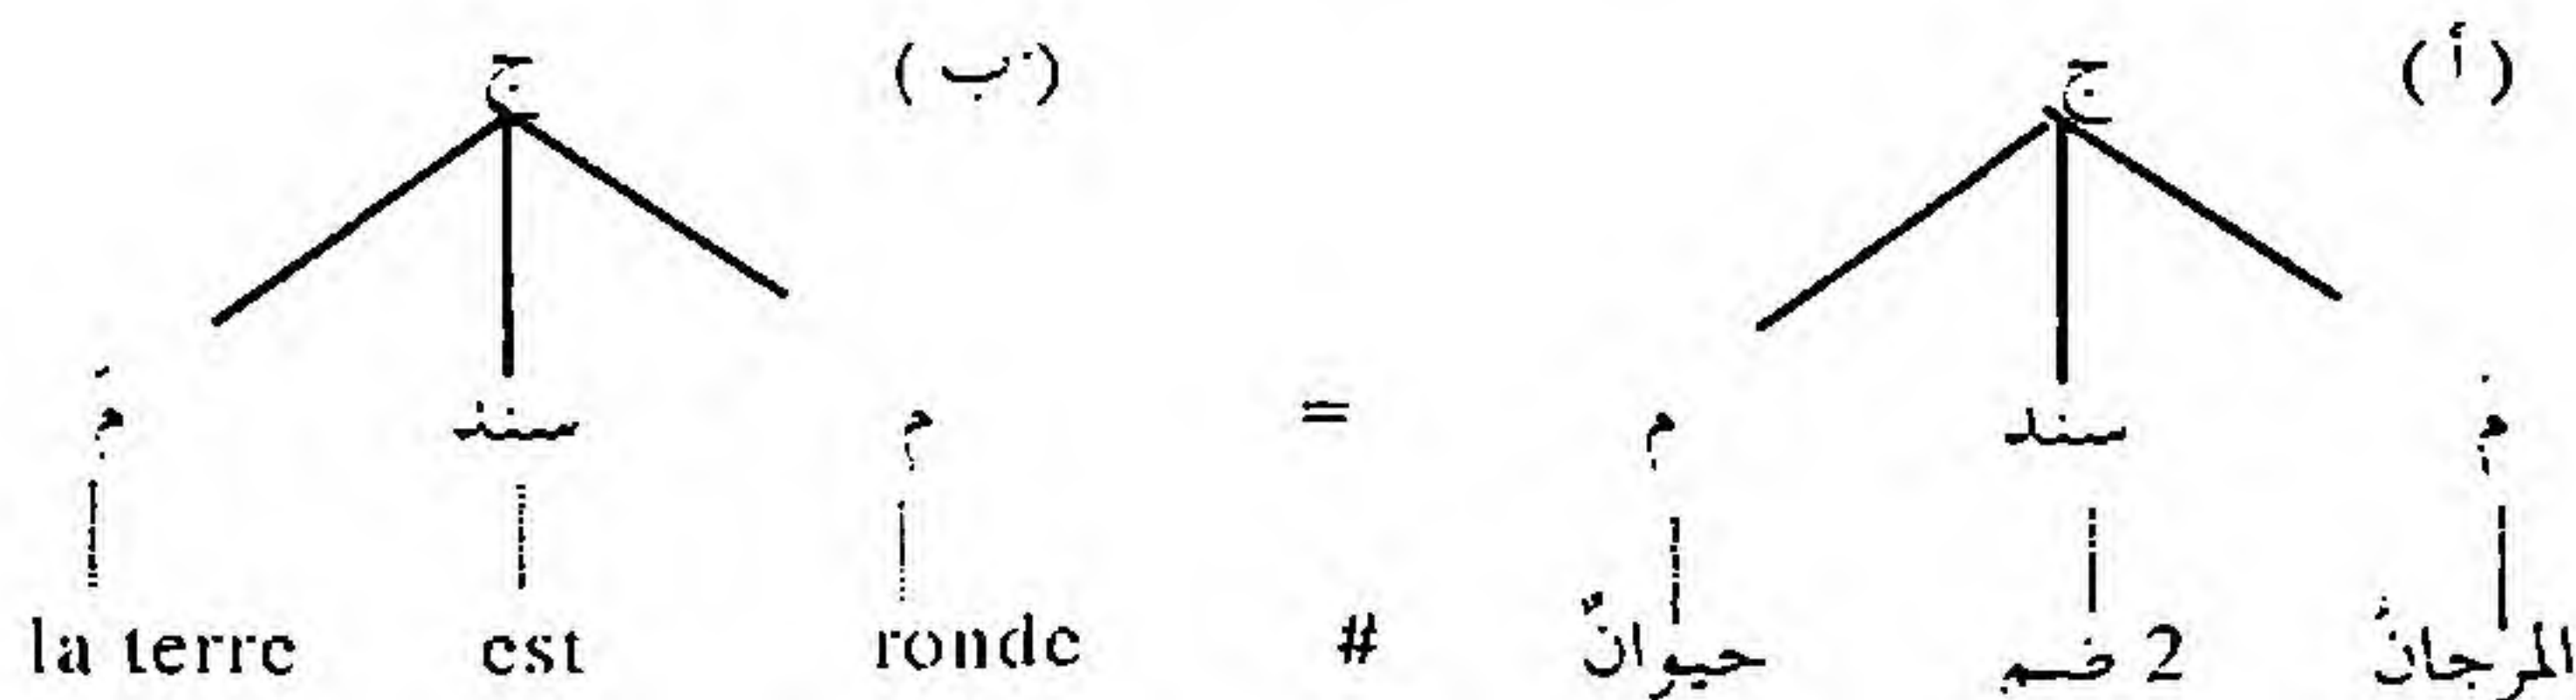 (أ) ج (ب) ج
مَ سند م = م سند مَ
المرجانُ 2 ضم حيوانٌ # la terre est ronde